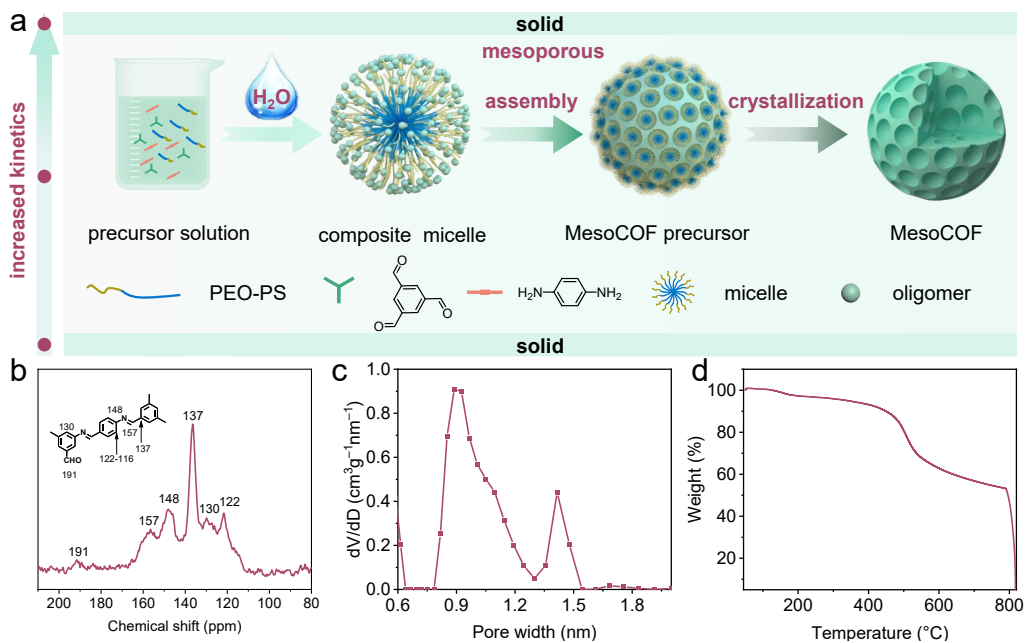 a
solid
increased kinetics
H₂O
mesoporous
assembly
crystallization
precursor solution
composite micelle
MesoCOF precursor
MesoCOF
PEO-PS
O
O
O
H₂N
NH₂
micelle
oligomer
solid
b
148
130
N
N
157
CHO
122-116
137
191
191
157
148
137
130
122
200
180
160
140
120
100
80
Chemical shift (ppm)
c
dV/dD (cm³g⁻¹nm⁻¹)
1.0
0.8
0.6
0.4
0.2
0.0
0.6
0.9
1.2
1.5
1.8
Pore width (nm)
d
Weight (%)
100
80
60
40
20
200
400
600
800
Temperature (°C)